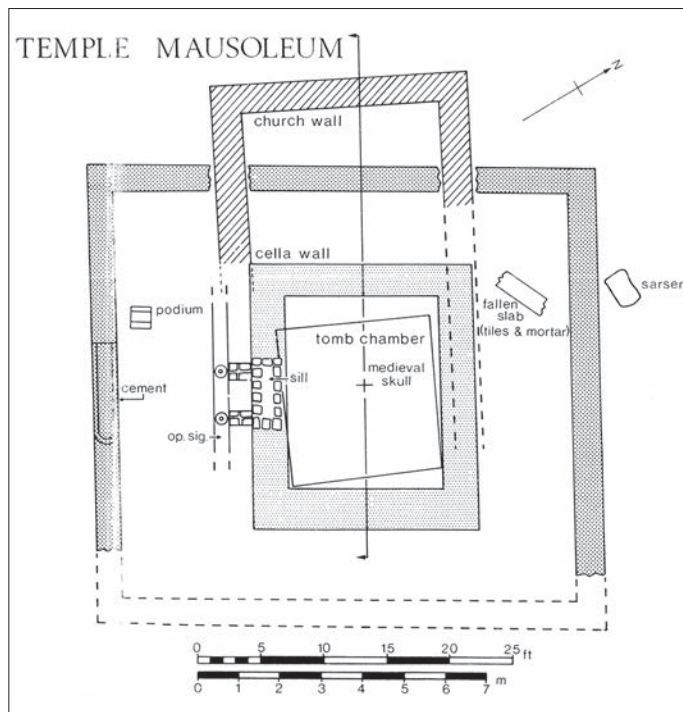 TEMPLE MAUSOLEUM
N
church wall
cella wall
podium
fallen
slab
(tiles & mortar)
sarsen
tomb chamber
medieval
skull
sill
cement
op. sig.
0 5 10 15 20 25 ft
0 1 2 3 4 5 6 7 m